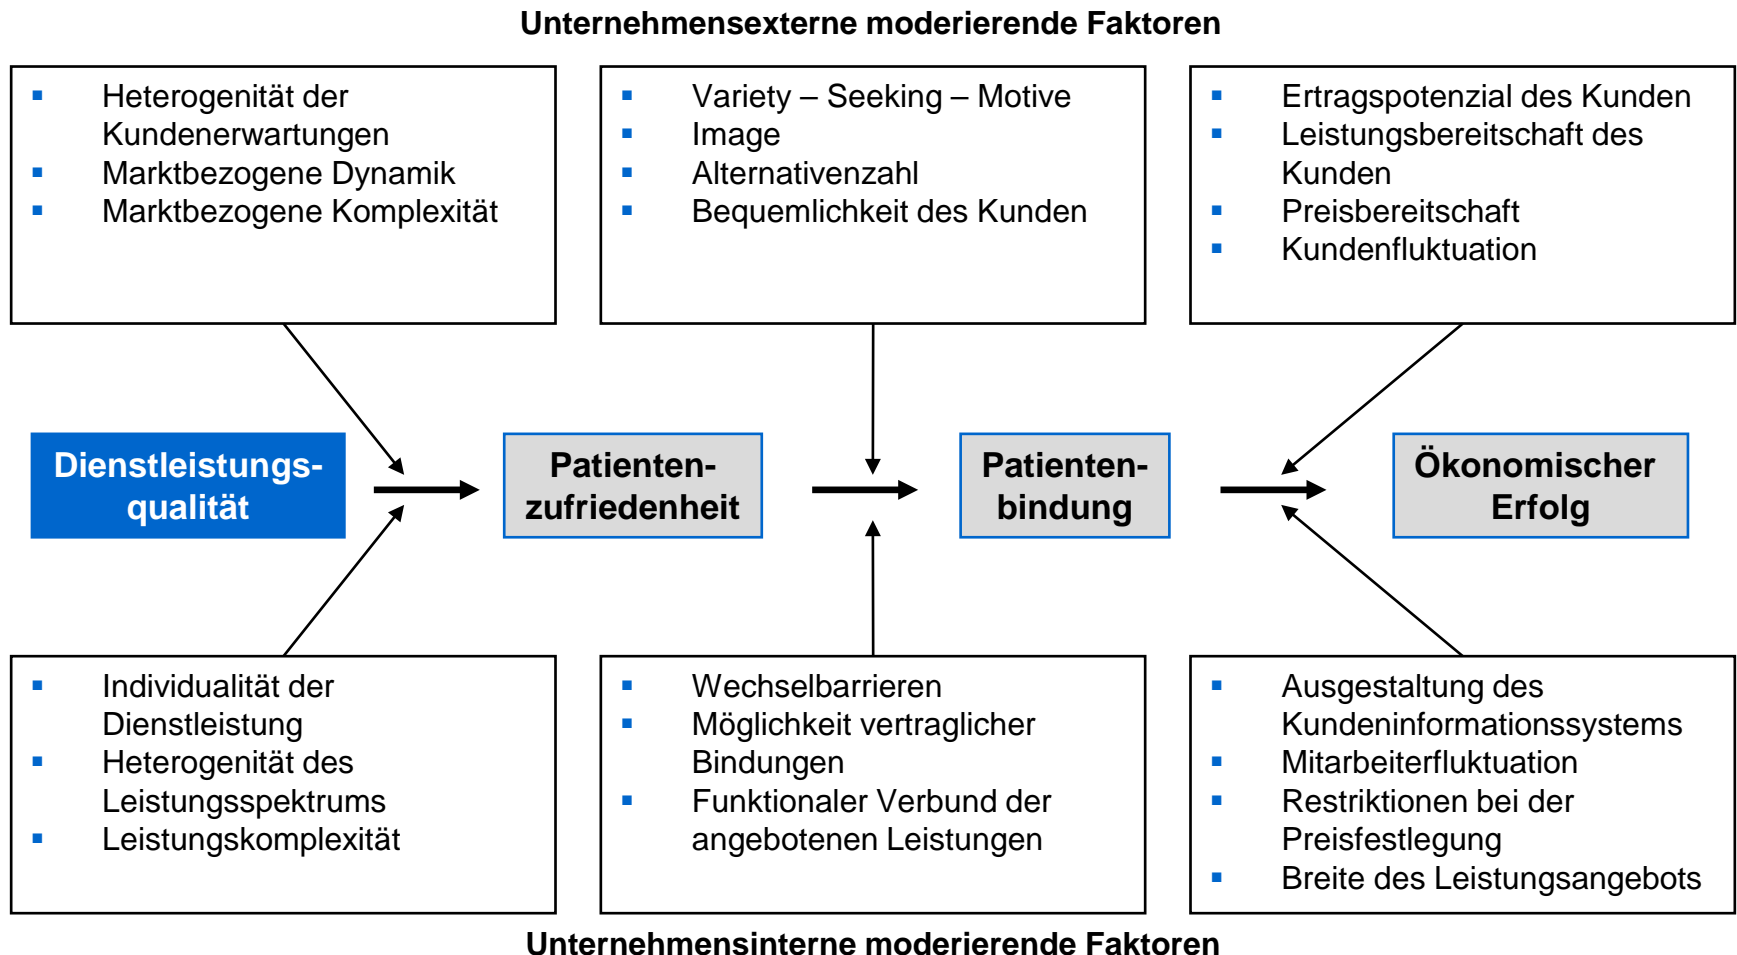 Unternehmensexterne moderierende Faktoren
▪ Heterogenität der
Kundenerwartungen
▪ Marktbezogene Dynamik
▪ Marktbezogene Komplexität
▪ Variety – Seeking – Motive
▪ Image
▪ Alternativenzahl
▪ Bequemlichkeit des Kunden
▪ Ertragspotenzial des Kunden
▪ Leistungsbereitschaft des
Kunden
▪ Preisbereitschaft
▪ Kundenfluktuation
Dienstleistungs-
qualität
Patienten-
zufriedenheit
Patienten-
bindung
Ökonomischer
Erfolg
▪ Individualität der
Dienstleistung
▪ Heterogenität des
Leistungsspektrums
▪ Leistungskomplexität
▪ Wechselbarrieren
▪ Möglichkeit vertraglicher
Bindungen
▪ Funktionaler Verbund der
angebotenen Leistungen
▪ Ausgestaltung des
Kundeninformationssystems
▪ Mitarbeiterfluktuation
▪ Restriktionen bei der
Preisfestlegung
▪ Breite des Leistungsangebots
Unternehmensinterne moderierende Faktoren